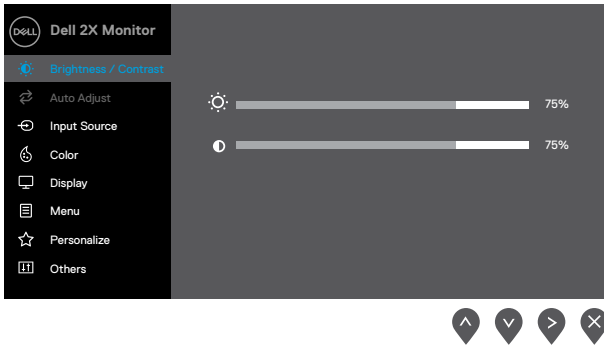 DELL Dell 2X Monitor
Brightness / Contrast
Auto Adjust
Input Source
Color
Display
Menu
Personalize
Others
75%
75%